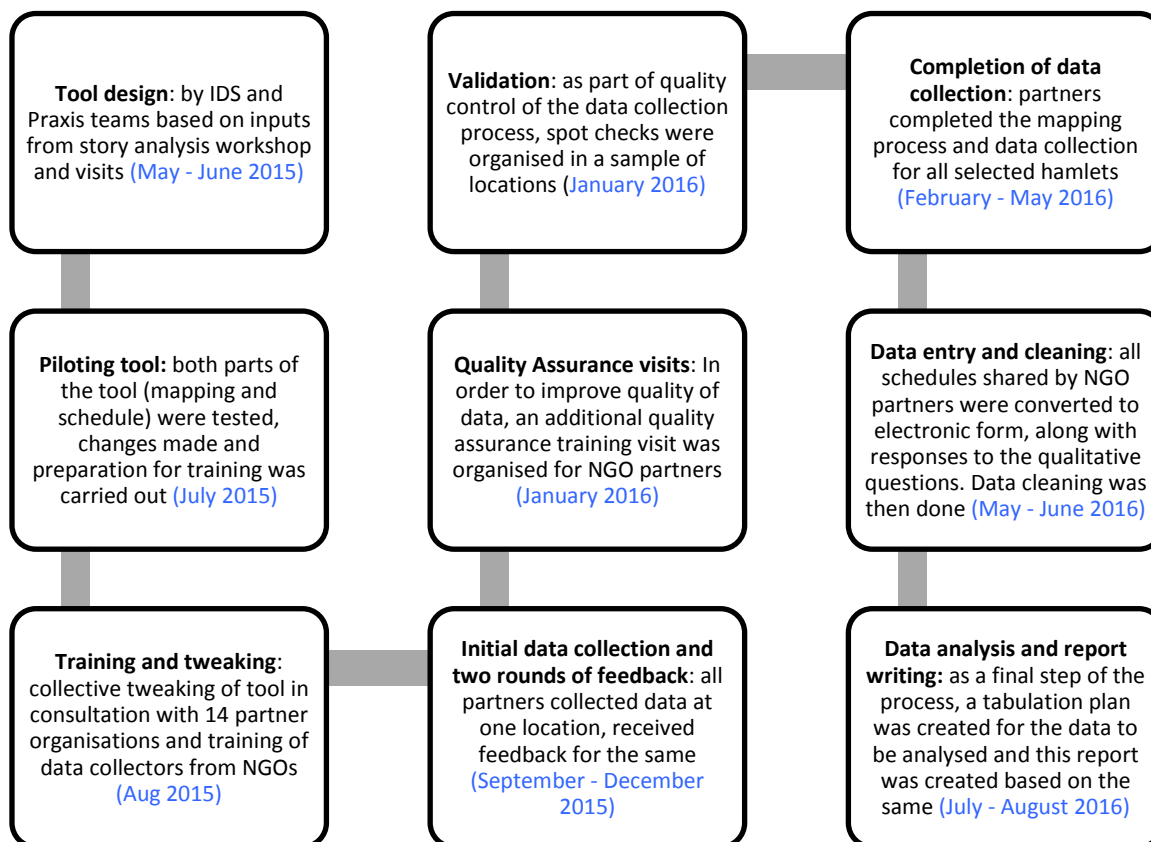 Tool design: by IDS and
Praxis teams based on inputs
from story analysis workshop
and visits (May - June 2015)
Piloting tool: both parts of
the tool (mapping and
schedule) were tested,
changes made and
preparation for training was
carried out (July 2015)
Training and tweaking:
collective tweaking of tool in
consultation with 14 partner
organisations and training of
data collectors from NGOs
(Aug 2015)
Initial data collection and
two rounds of feedback: all
partners collected data at
one location, received
feedback for the same
(September - December
2015)
Quality Assurance visits: In
order to improve quality of
data, an additional quality
assurance training visit was
organised for NGO partners
(January 2016)
Validation: as part of quality
control of the data collection
process, spot checks were
organised in a sample of
locations (January 2016)
Completion of data
collection: partners
completed the mapping
process and data collection
for all selected hamlets
(February - May 2016)
Data entry and cleaning: all
schedules shared by NGO
partners were converted to
electronic form, along with
responses to the qualitative
questions. Data cleaning was
then done (May - June 2016)
Data analysis and report
writing: as a final step of the
process, a tabulation plan
was created for the data to
be analysed and this report
was created based on the
same (July - August 2016)